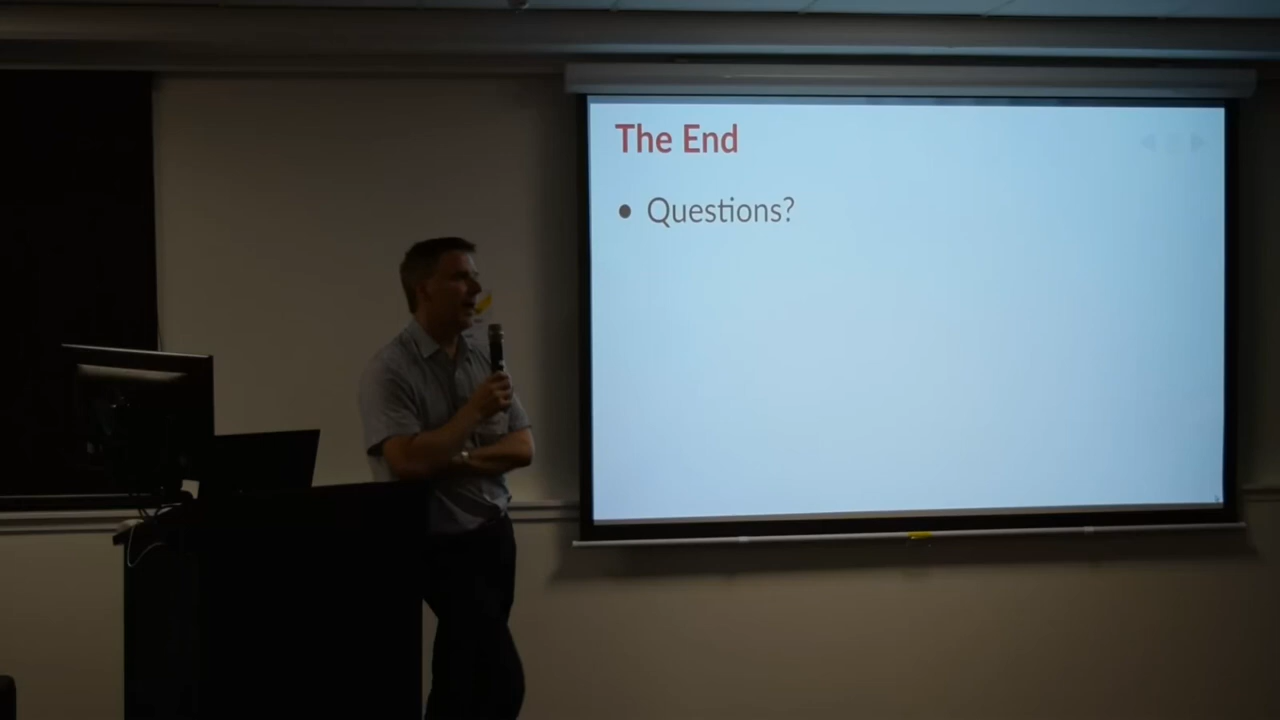 The End
• Questions?